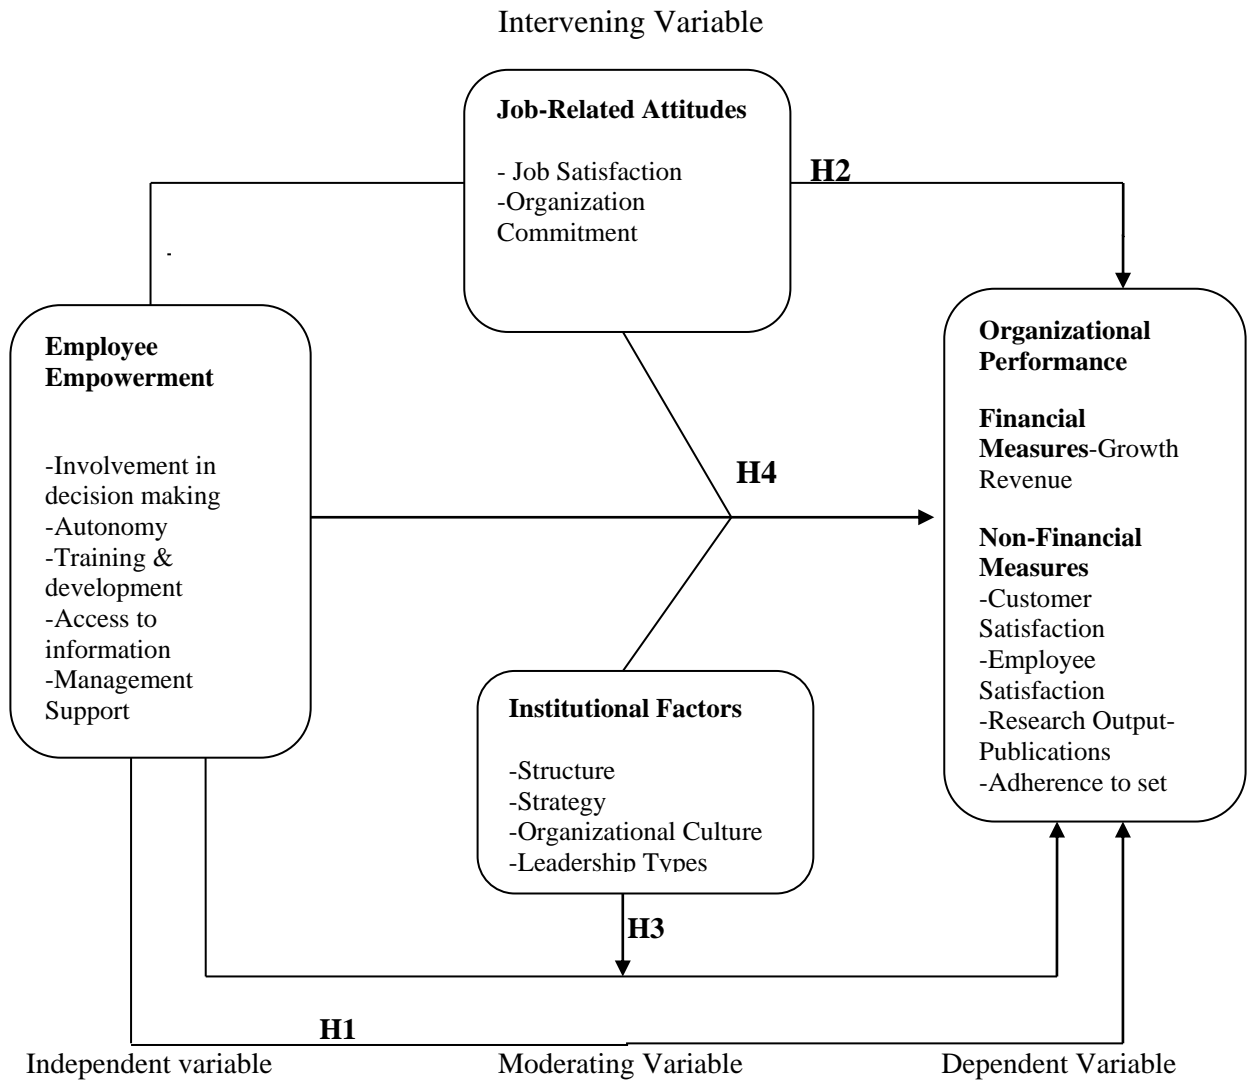 Intervening Variable
Job-Related Attitudes
- Job Satisfaction
-Organization
Commitment
H2
-
Employee
Empowerment
-Involvement in
decision making
-Autonomy
-Training &
development
-Access to
information
-Management
Support
H4
Organizational
Performance
Financial
Measures-Growth
Revenue
Non-Financial
Measures
-Customer
Satisfaction
-Employee
Satisfaction
-Research Output-
Publications
-Adherence to set
Institutional Factors
-Structure
-Strategy
-Organizational Culture
-Leadership Types
H3
H1
Independent variable
Moderating Variable
Dependent Variable